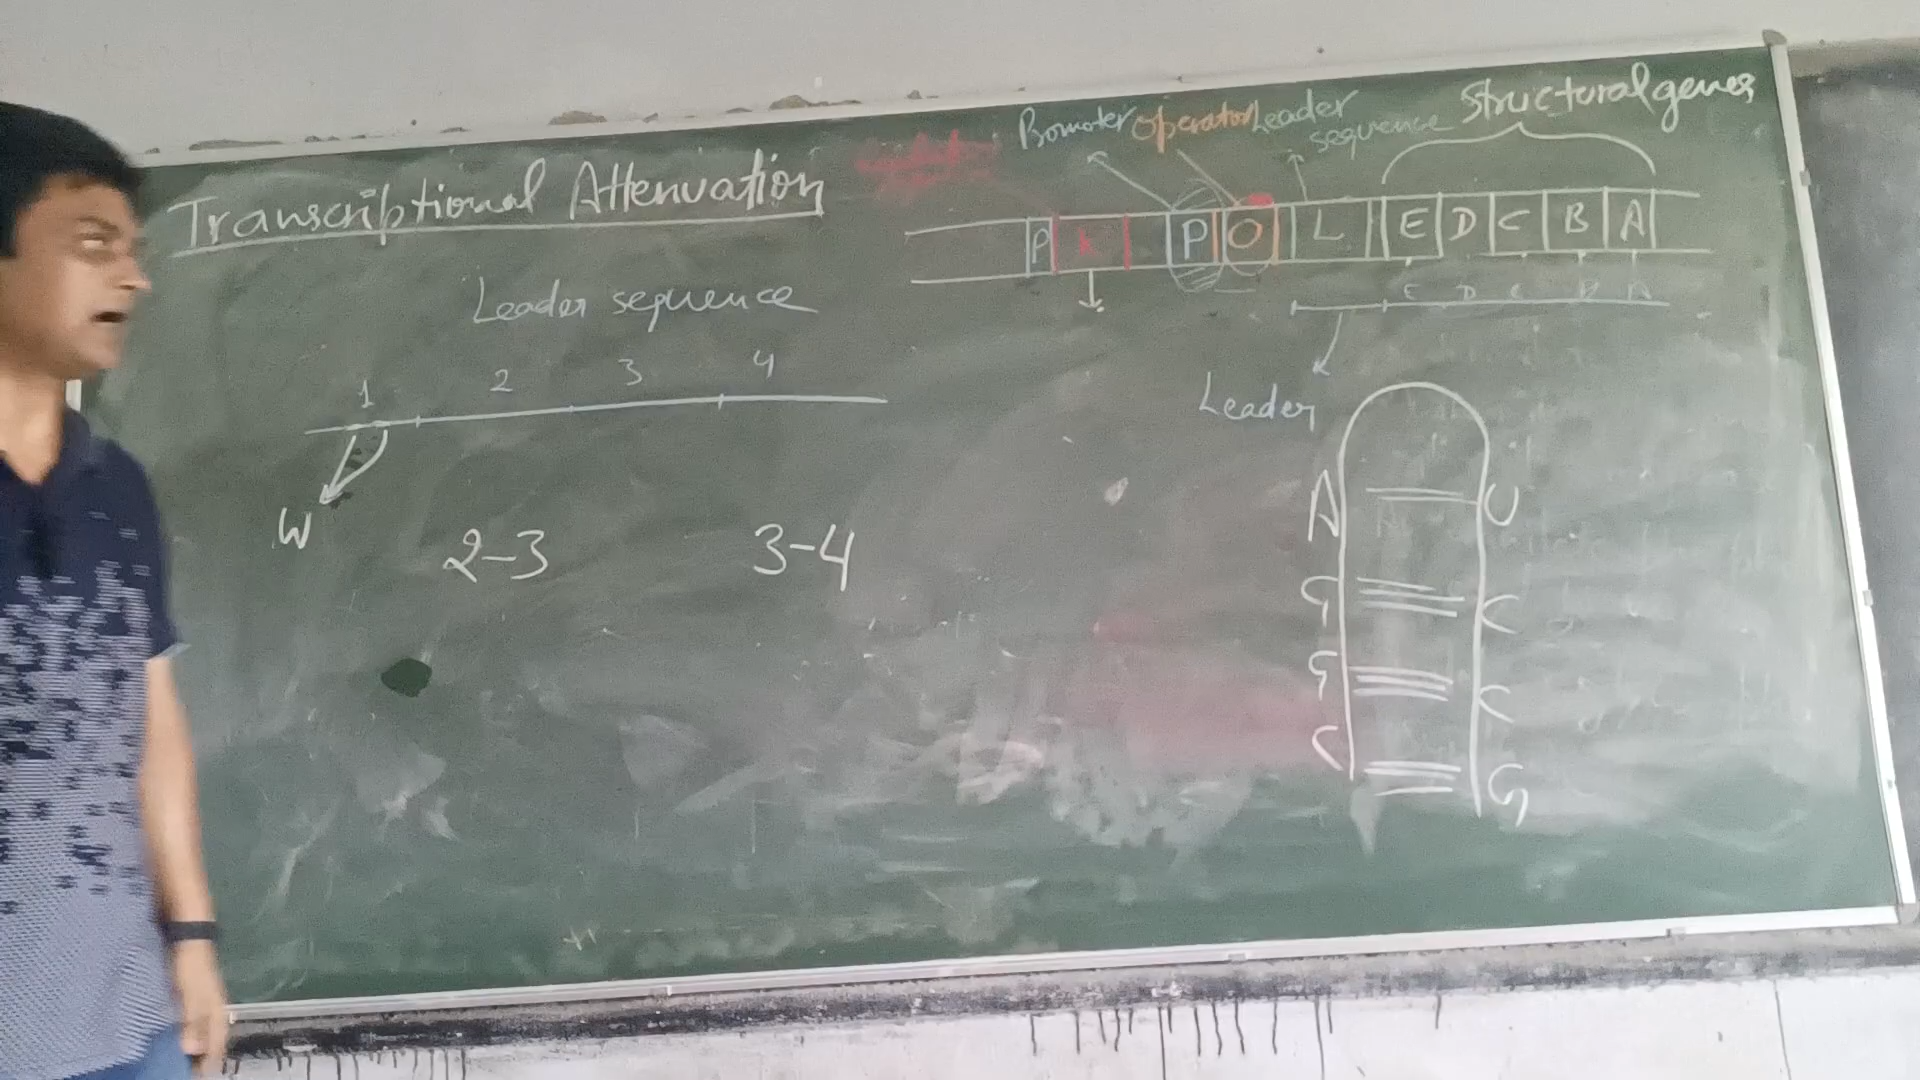 Transcriptional Attenuation
Leader sequence
1 2 3 4
W
2-3 3-4
Promoter Operator Leader sequence Structural genes
P P O L E D C B A
E D C B A
Leader
A U
G C
G C
C G